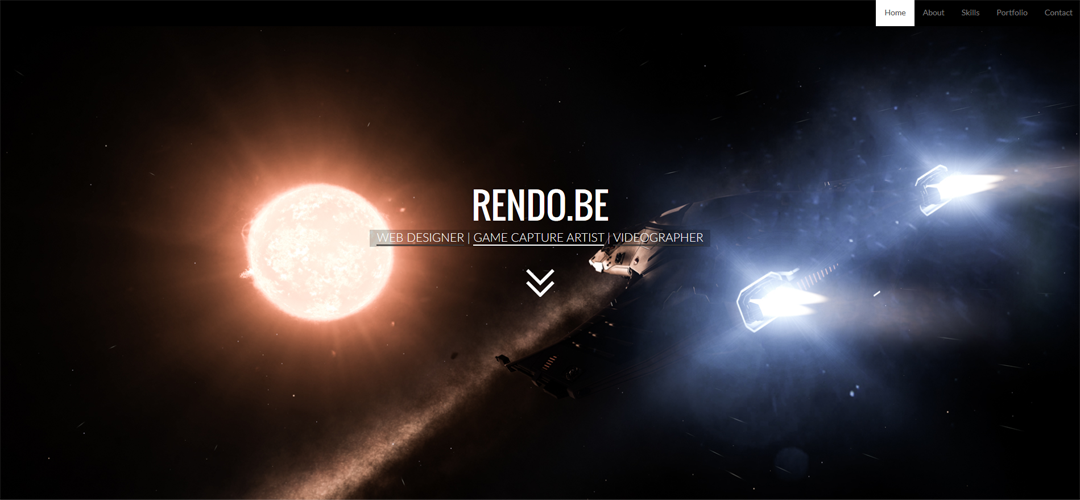 Home About Skills Portfolio Contact
RENDO.BE
WEB DESIGNER | GAME CAPTURE ARTIST | VIDEOGRAPHER